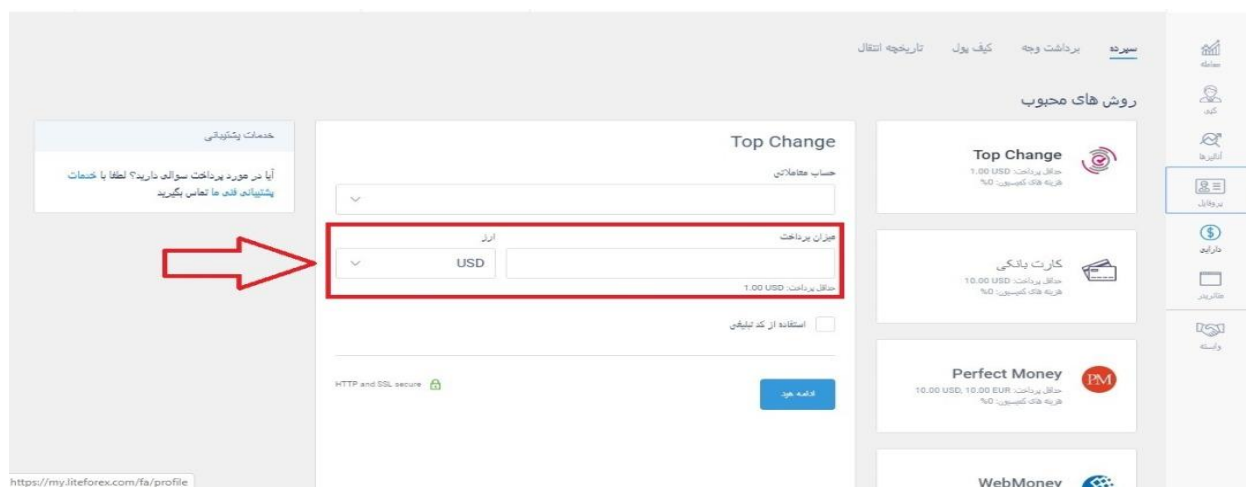 سپرده برداشت وجه کیف پول تاریخچه انتقال
روش های محبوب
معامله
کپی
آنالیزها
پروفایل
دارایی
متاتریدر
وابسته
Top Change
حداقل پرداخت: 1.00 USD
هزینه های کمیسیون: 0%
کارت بانکی
حداقل پرداخت: 10.00 USD
هزینه های کمیسیون: 0%
Perfect Money
حداقل پرداخت: 10.00 USD, 10.00 EUR
هزینه های کمیسیون: 0%
WebMoney
Top Change
حساب معاملاتی
میزان پرداخت ارز
USD
حداقل پرداخت: 1.00 USD
استفاده از کد تبلیغی
ادامه
HTTP and SSL secure
خدمات پشتیبانی
آیا در مورد پرداخت سوالی دارید؟ لطفا با خدمات
پشتیبانی فنی ما تماس بگیرید
https://my.liteforex.com/fa/profile